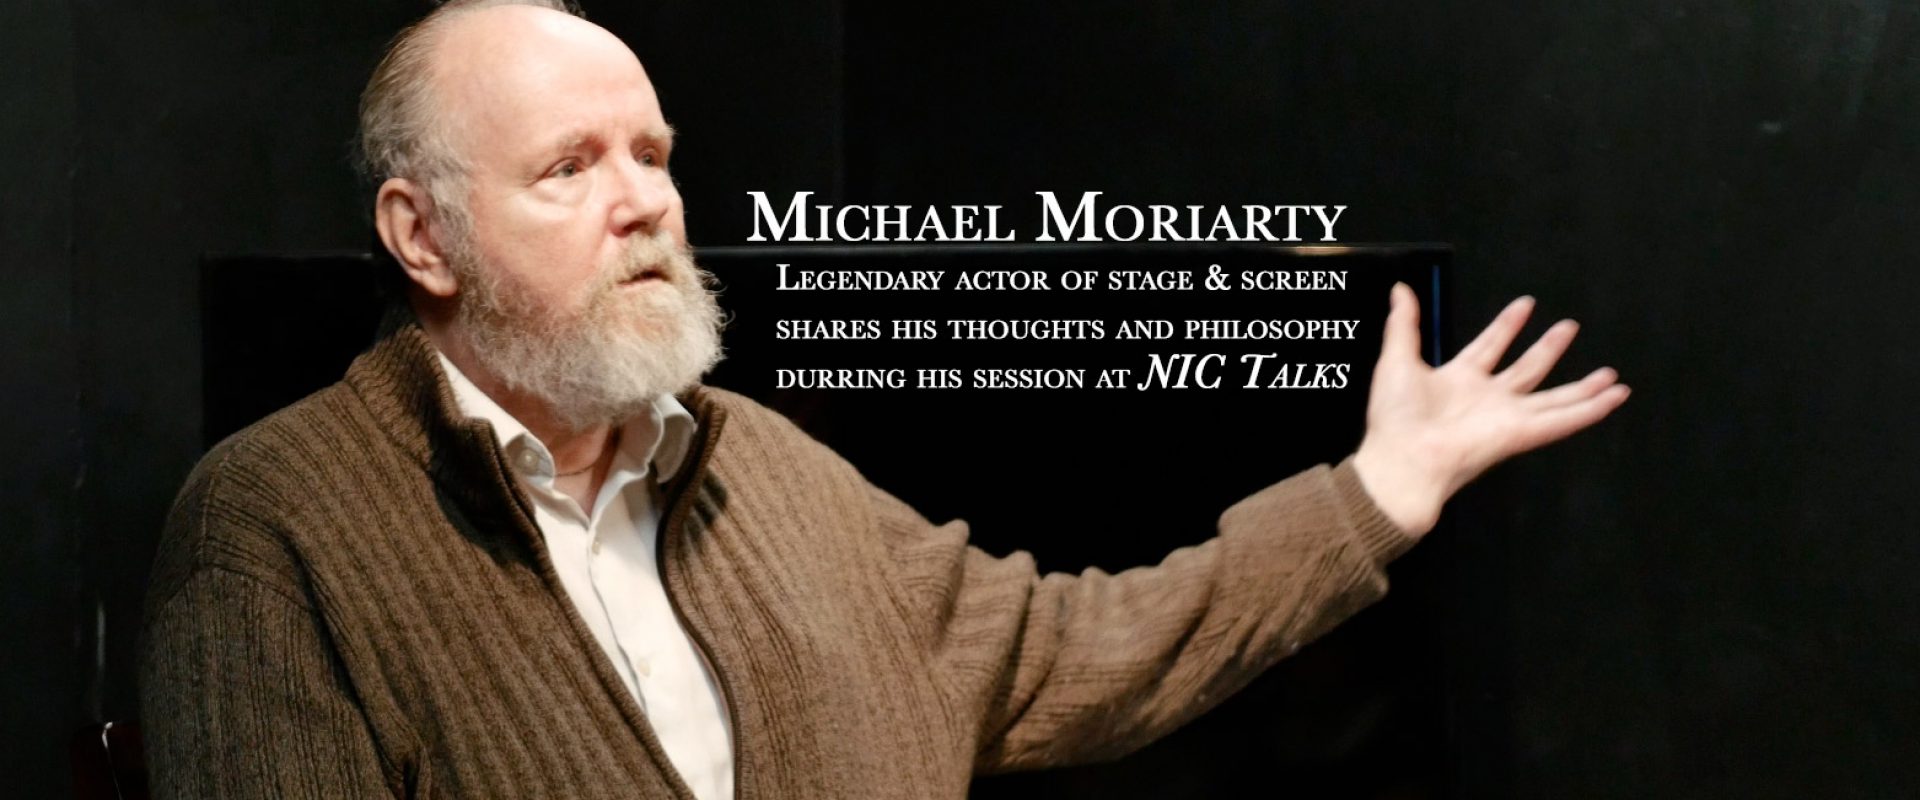 Michael Moriarty
Legendary actor of stage & screen
shares his thoughts and philosophy
durring his session at NIC Talks